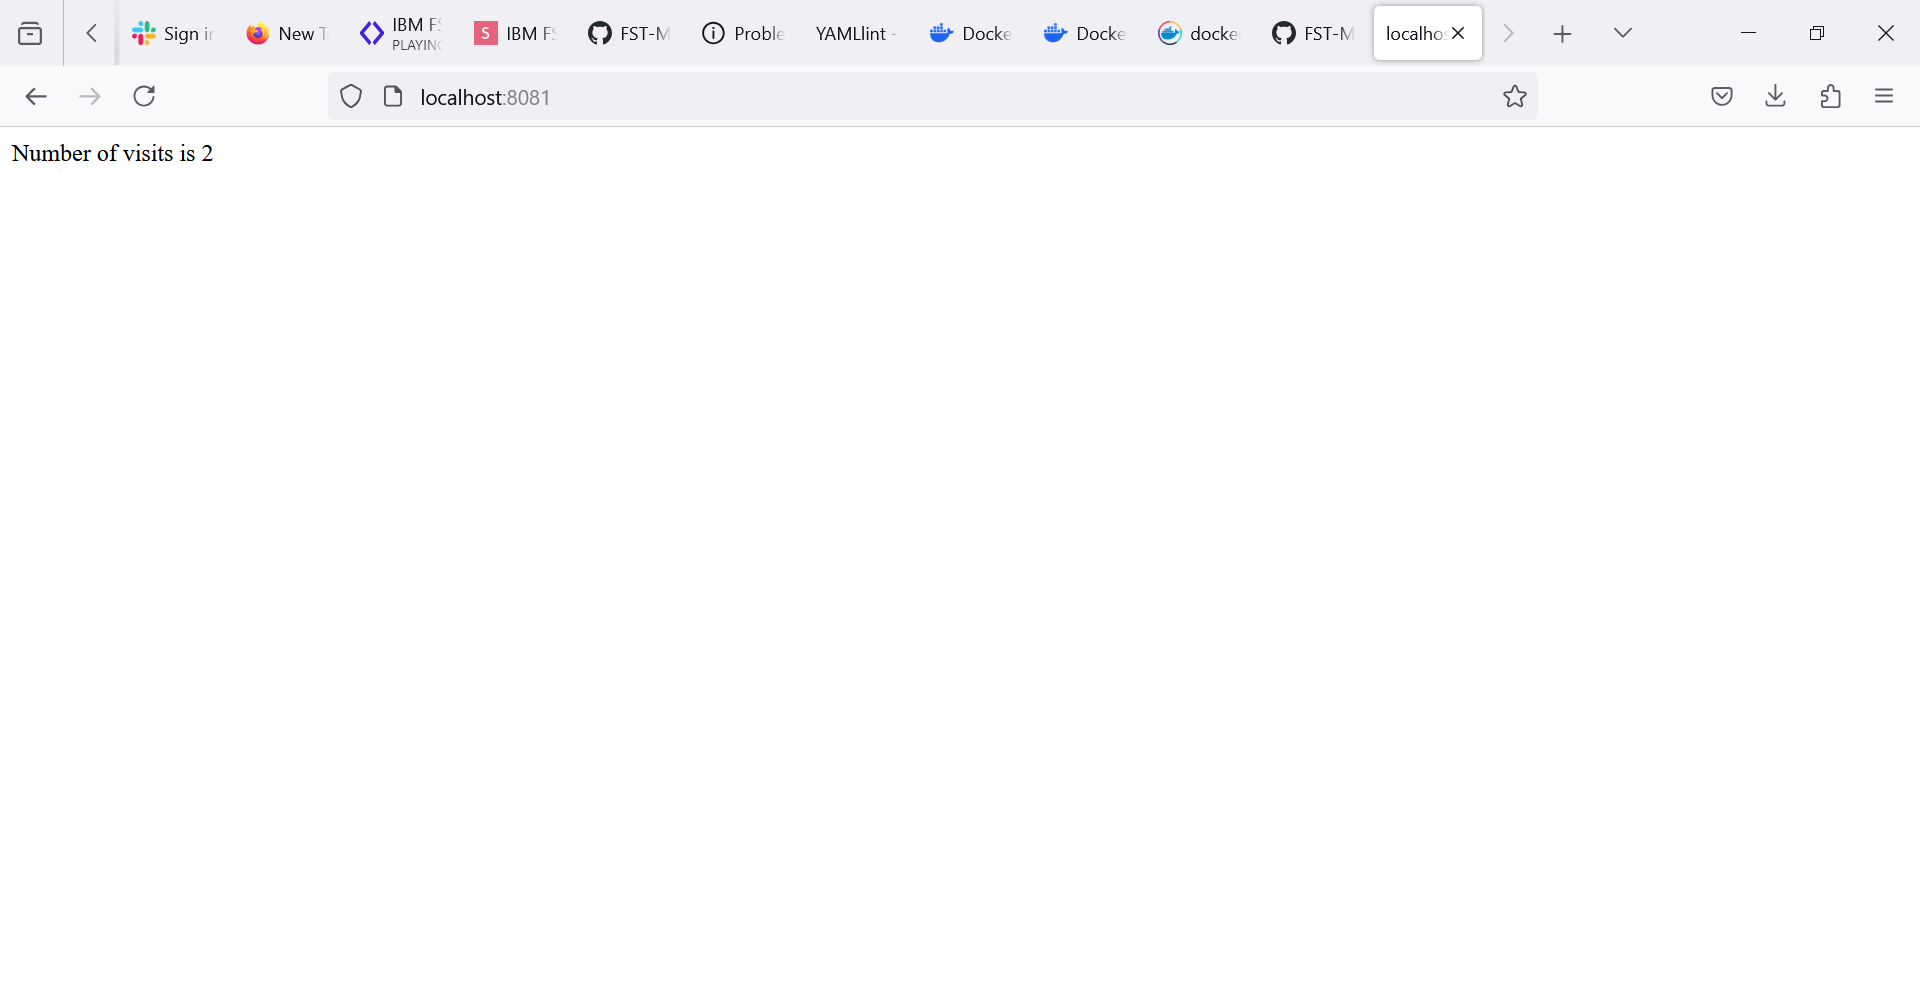 Sign in
New T
IBM FS
PLAYING
S
IBM FS
FST-M
Proble
YAMLlint -
Docke
Docke
docke
FST-M
localhos
localhost:8081
Number of visits is 2